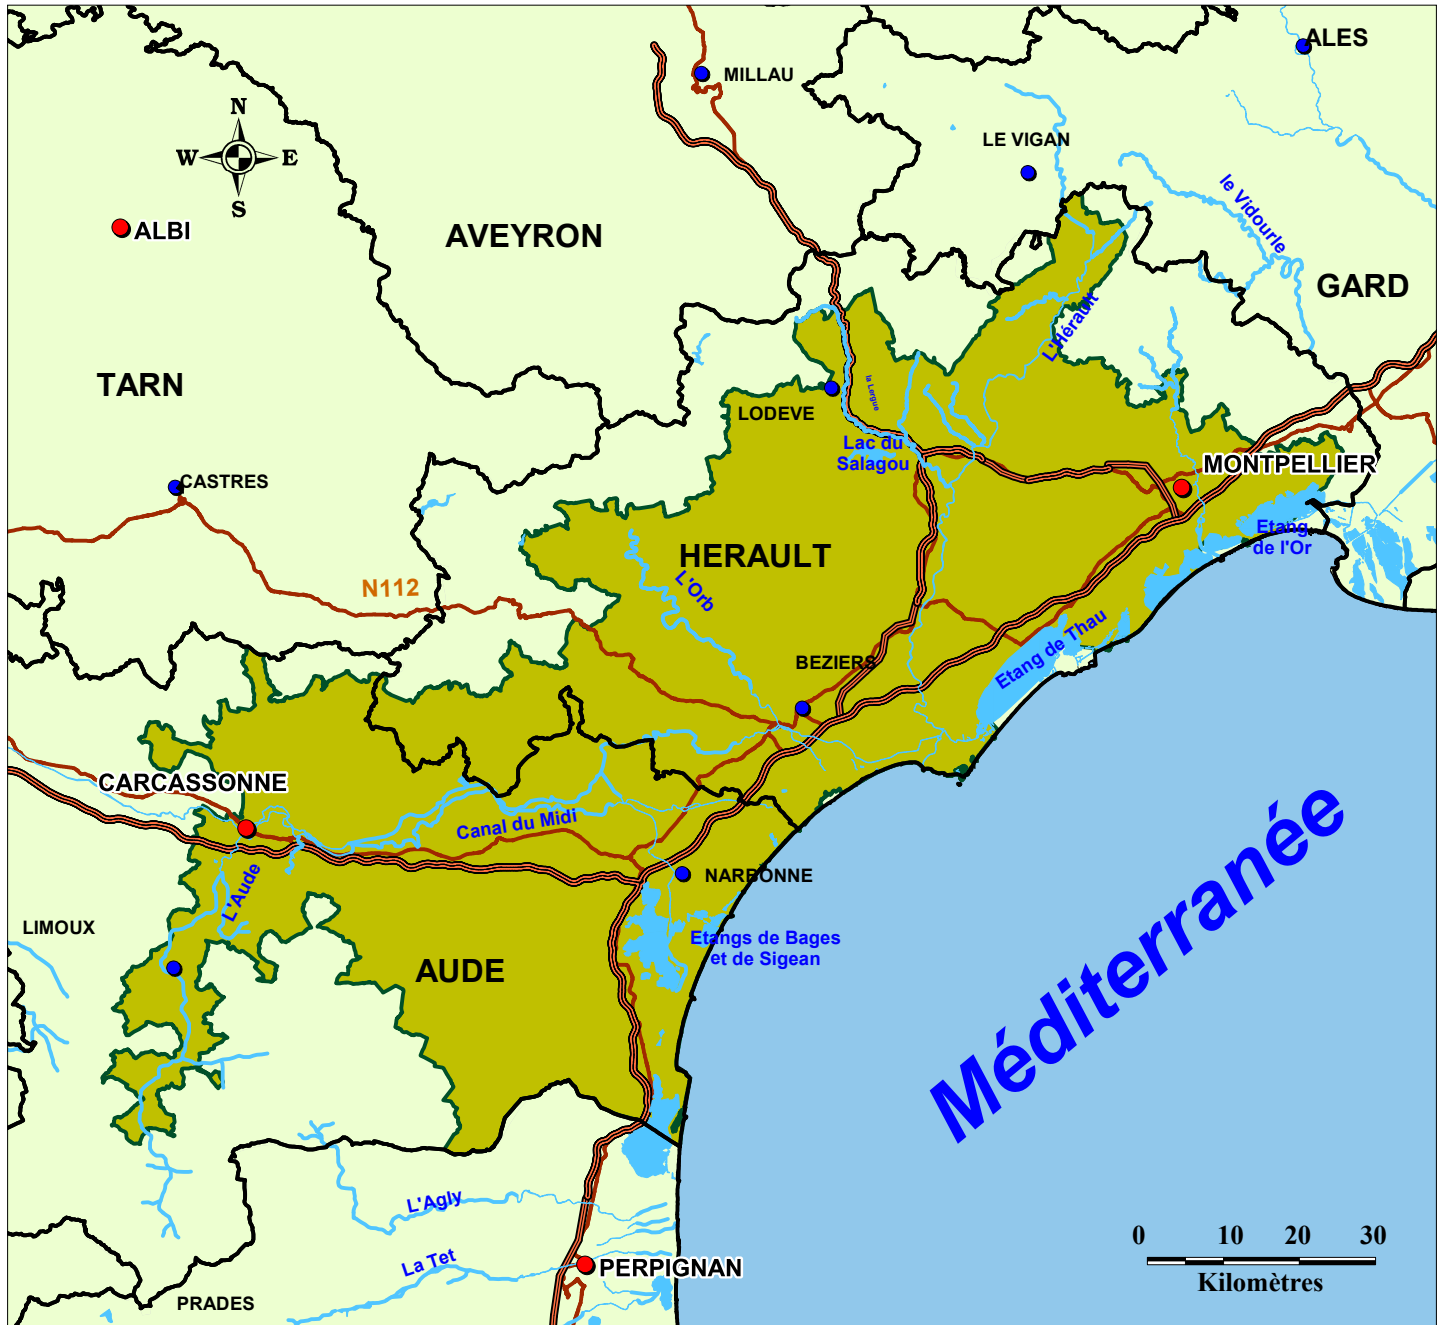 ALES
MILLAU
N
LE VIGAN
W
E
S
le Vidourle
ALBI
AVEYRON
GARD
L'Hérault
TARN
la Lergue
LODEVE
Lac du
Salagou
MONTPELLIER
CASTRES
Etang
de l'Or
HERAULT
N112
L'Orb
Etang de Thau
BEZIERS
CARCASSONNE
Canal du Midi
Méditerranée
NARBONNE
L'Aude
LIMOUX
Etangs de Bages
et de Sigean
AUDE
L'Agly
La Tet
PERPIGNAN
PRADES
0 10 20 30
Kilomètres